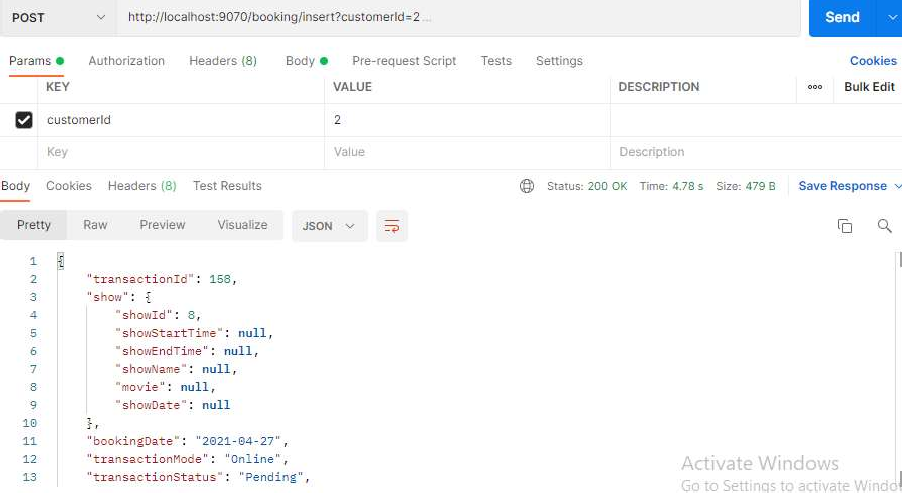 POST http://localhost:9070/booking/insert?customerId=2 ... Send
Params Authorization Headers (8) Body Pre-request Script Tests Settings Cookies
KEY VALUE DESCRIPTION ooo Bulk Edit
customerId 2
Key Value Description
Body Cookies Headers (8) Test Results Status: 200 OK Time: 4.78 s Size: 479 B Save Response
Pretty Raw Preview Visualize JSON
1 {
2 "transactionId": 158,
3 "show": {
4 "showId": 8,
5 "showStartTime": null,
6 "showEndTime": null,
7 "showName": null,
8 "movie": null,
9 "showDate": null
10 },
11 "bookingDate": "2021-04-27",
12 "transactionMode": "Online",
13 "transactionStatus": "Pending",
Activate Windows
Go to Settings to activate Windo